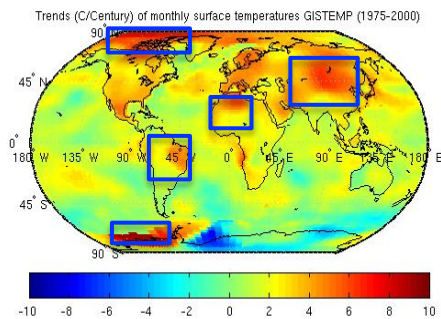 Trends (C/Century) of monthly surface temperatures GISTEMP (1975-2000)
90° N
45° N
0°
180° W 135° W 90° W 45° W 0° E 45° E 90° E 135° E 180° E
45° S
90° S
-10 -8 -6 -4 -2 0 2 4 6 8 10